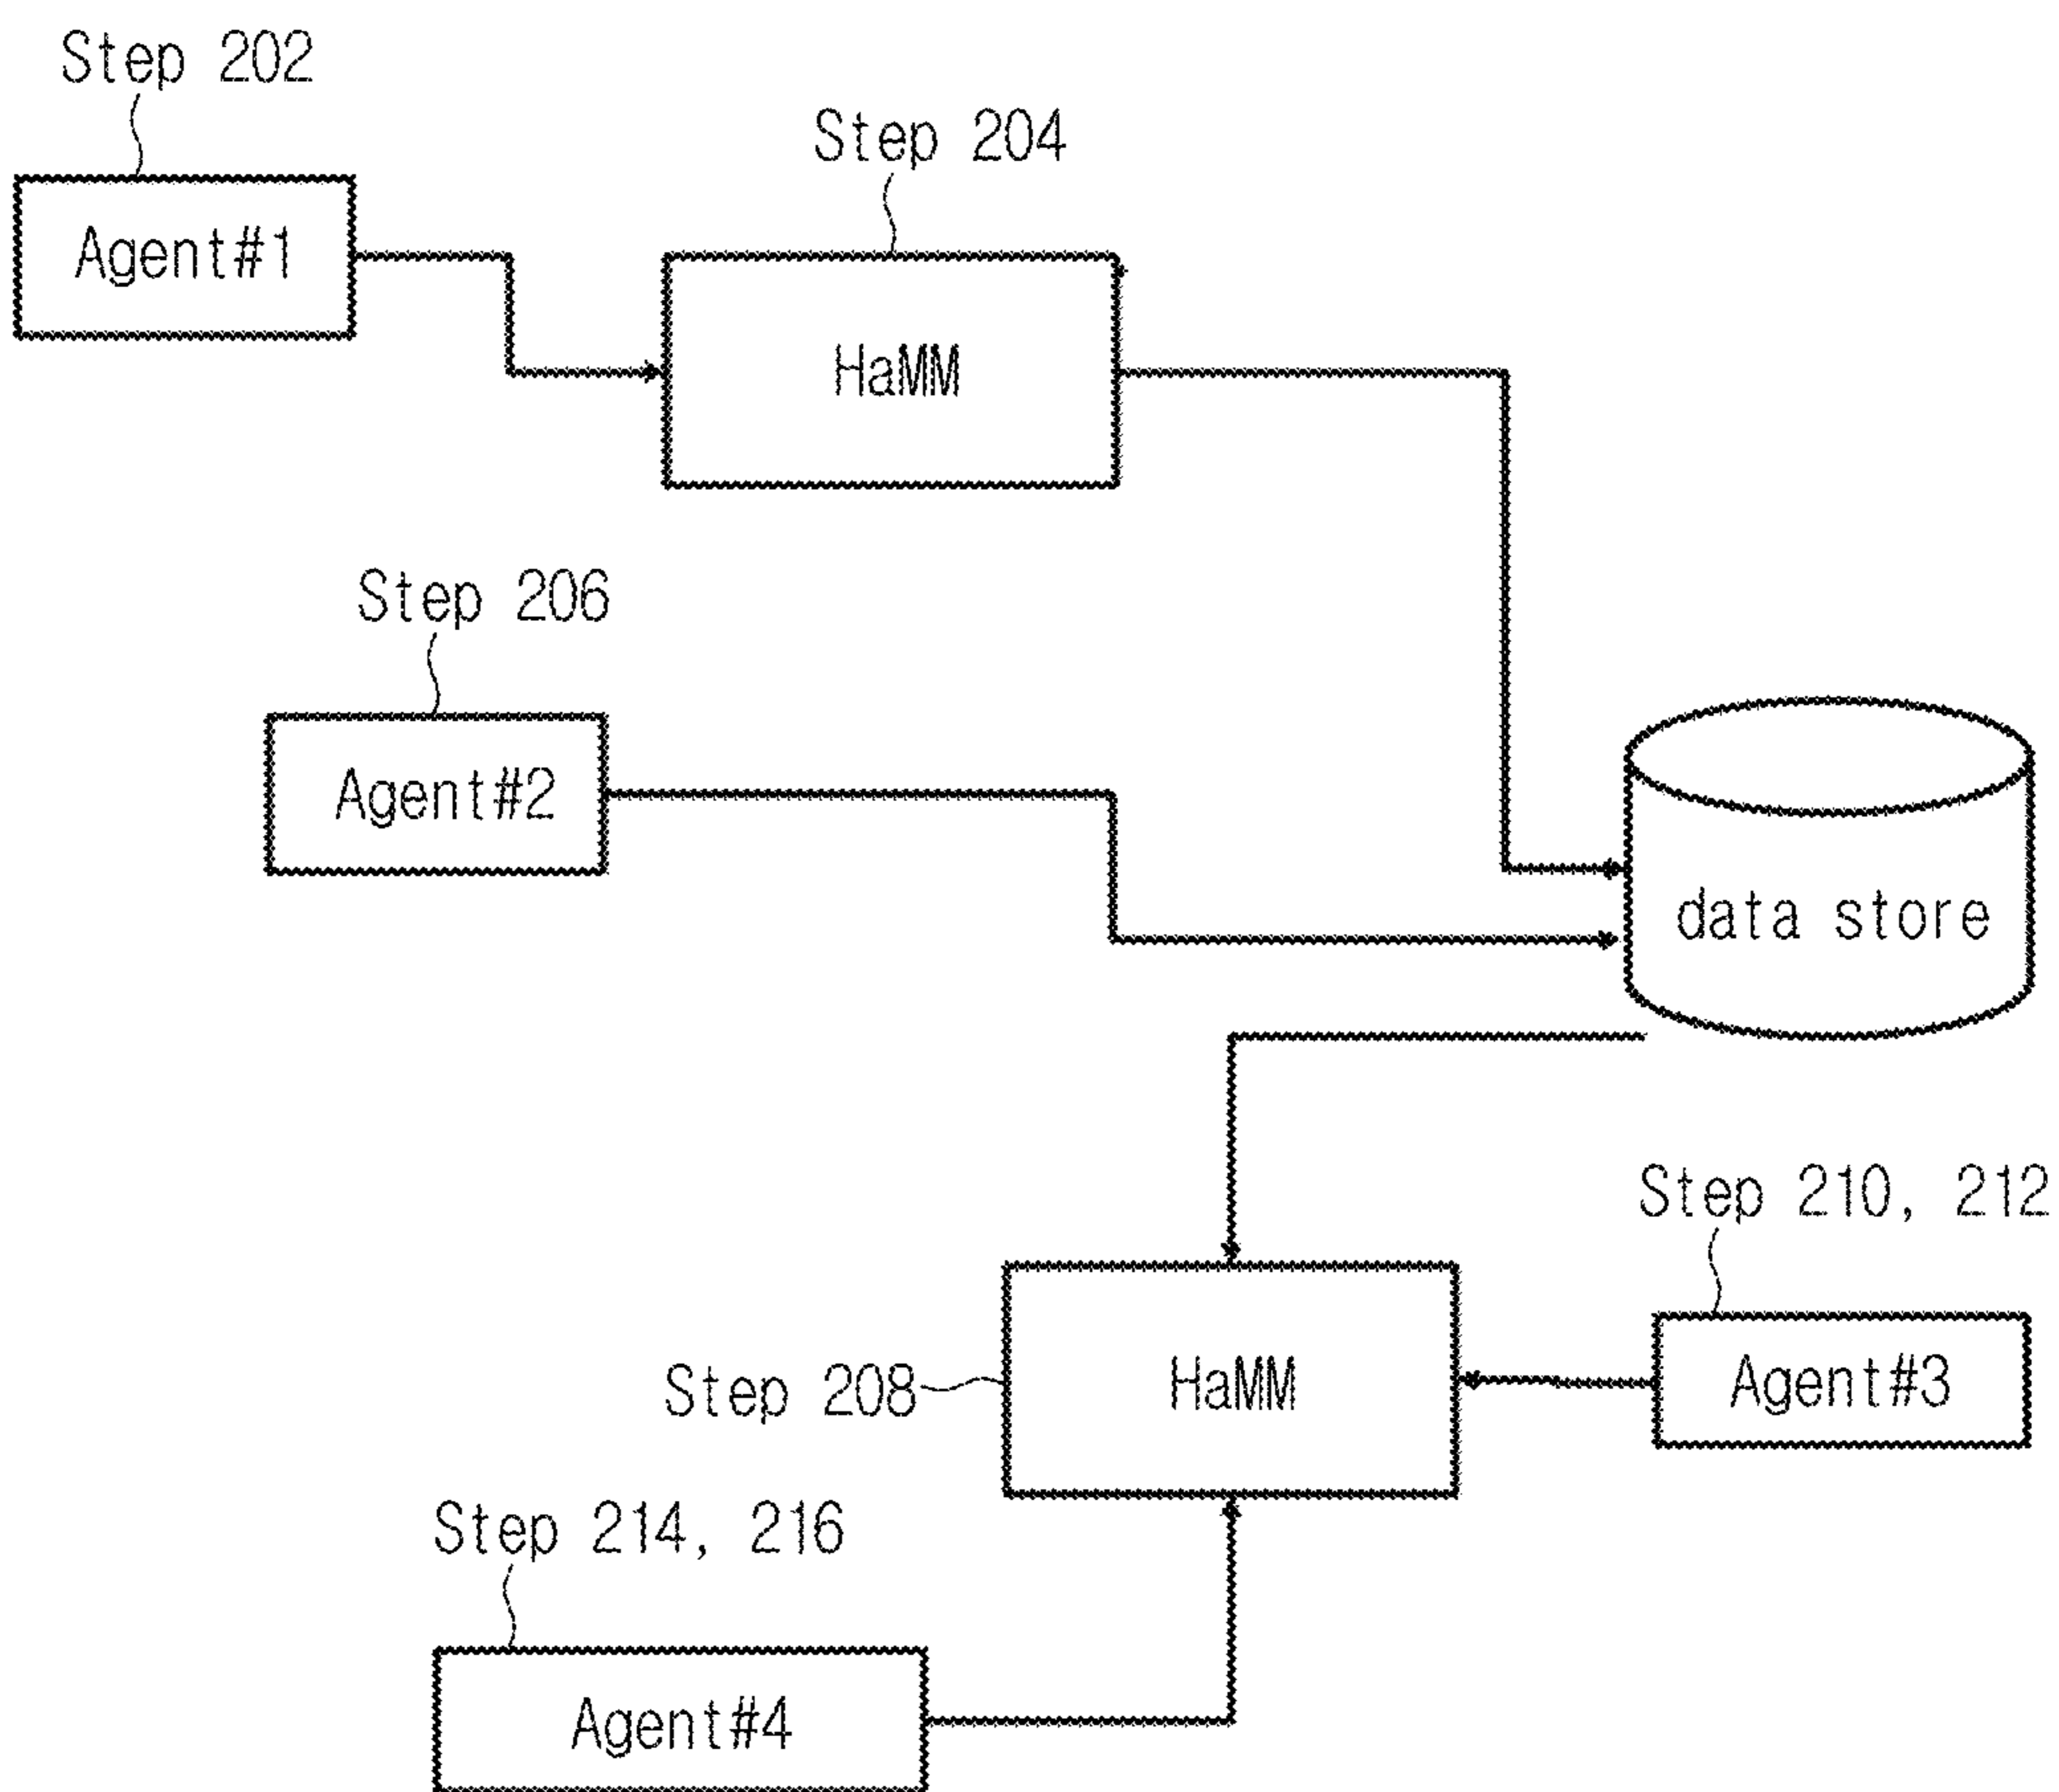 Step 202
Step 204
Agent#1
HaMM
Step 206
Agent#2
data store
Step 210, 212
Step 208
HaMM
Agent#3
Step 214, 216
Agent#4